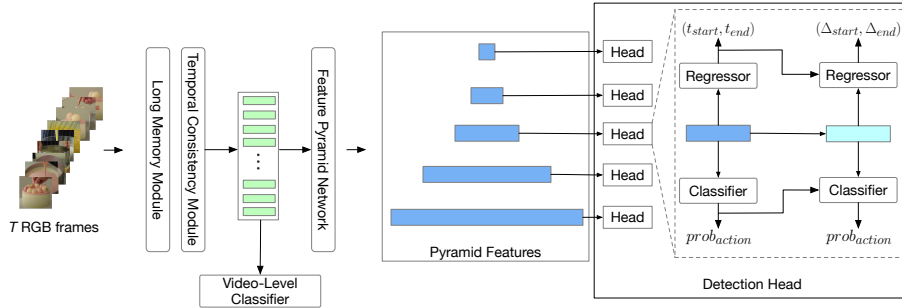 T RGB frames
Long Memory Module
Temporal Consistency Module
Video-Level
Classifier
Feature Pyramid Network
Pyramid Features
Head
Head
Head
Head
Head
(t_start, t_end)
(Δ_start, Δ_end)
Regressor
Regressor
Classifier
Classifier
prob_action
prob_action
Detection Head